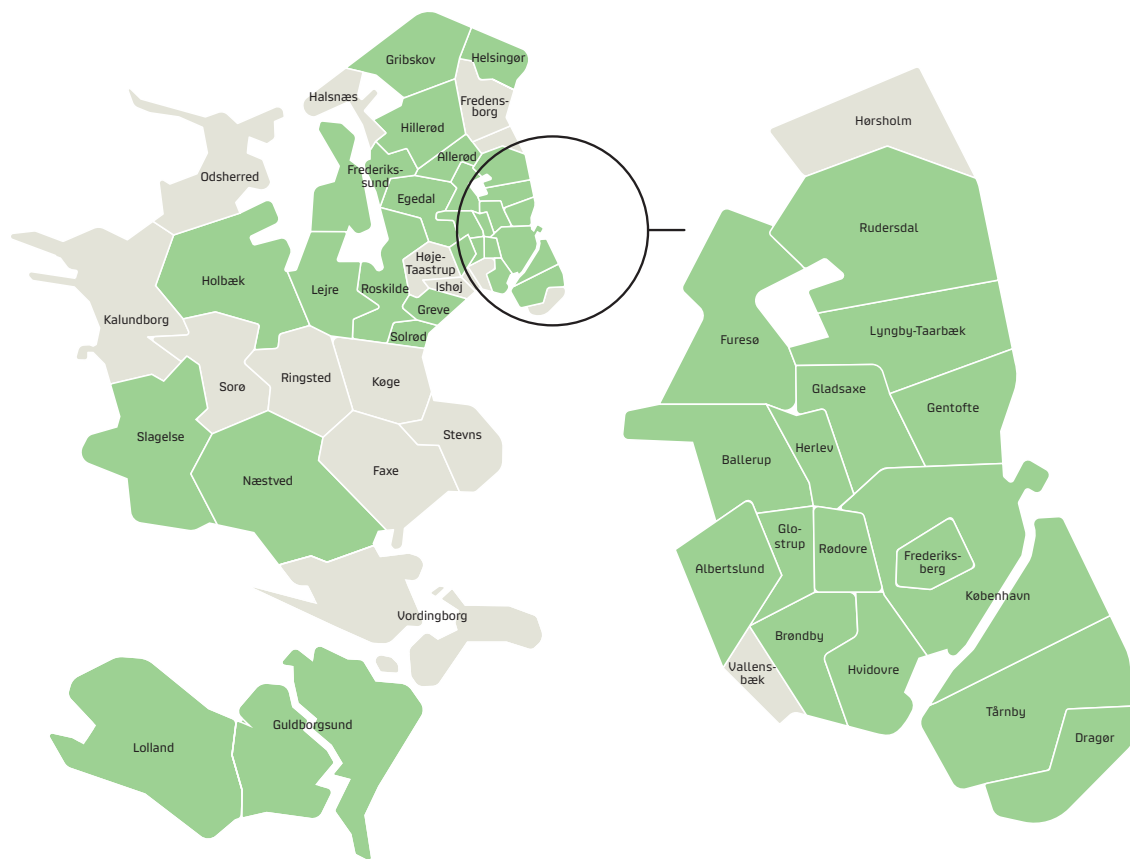 Gribskov
Helsingør
Halsnæs
Fredens-
borg
Hillerød
Allerød
Odsherred
Frederiks-
sund
Egedal
Høje-
Taastrup
Holbæk
Lejre
Roskilde
Ishøj
Greve
Kalundborg
Solrød
Sorø
Ringsted
Køge
Slagelse
Stevns
Næstved
Faxe
Vordingborg
Guldborgsund
Lolland
Hørsholm
Rudersdal
Furesø
Lyngby-Taarbæk
Gladsaxe
Gentofte
Ballerup
Herlev
Glo-
strup
Rødovre
Frederiks-
berg
Albertslund
København
Brøndby
Vallens-
bæk
Hvidovre
Tårnby
Dragør